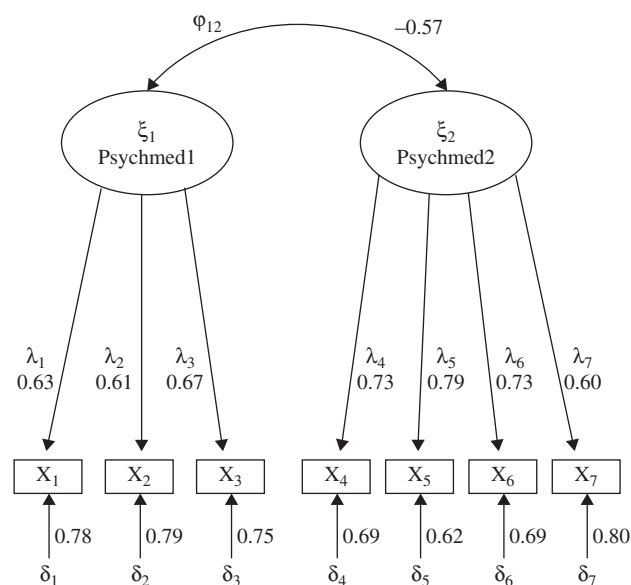 φ12 –0.57
ξ1 ξ2
Psychmed1 Psychmed2
λ1 λ2 λ3 λ4 λ5 λ6 λ7
0.63 0.61 0.67 0.73 0.79 0.73 0.60
X1 X2 X3 X4 X5 X6 X7
0.78 0.79 0.75 0.69 0.62 0.69 0.80
δ1 δ2 δ3 δ4 δ5 δ6 δ7